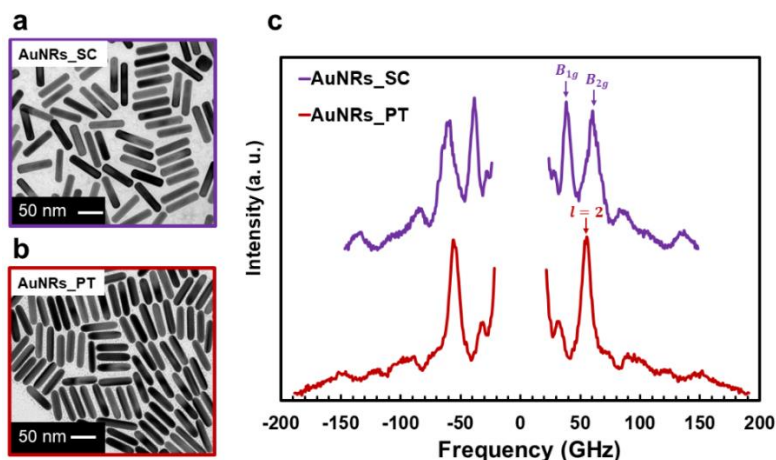 a
AuNRs_SC
50 nm
b
AuNRs_PT
50 nm
c
AuNRs_SC
AuNRs_PT
B1g
B2g
l = 2
Intensity (a. u.)
-200 -150 -100 -50 0 50 100 150 200
Frequency (GHz)